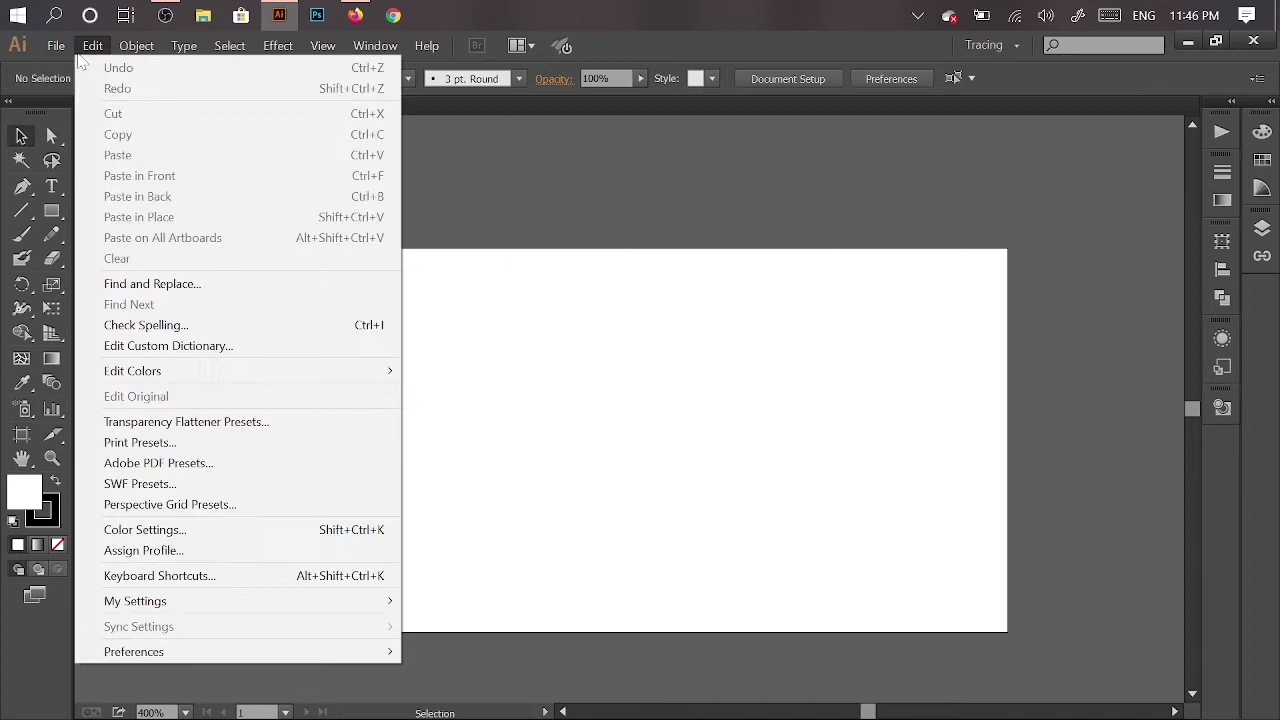 Ai Ps ENG 11:46 PM
Ai File Edit Object Type Select Effect View Window Help Br Tracing
No Selection 3 pt. Round Opacity: 100% Style: Document Setup Preferences
Undo Ctrl+Z
Redo Shift+Ctrl+Z
Cut Ctrl+X
Copy Ctrl+C
Paste Ctrl+V
Paste in Front Ctrl+F
Paste in Back Ctrl+B
Paste in Place Shift+Ctrl+V
Paste on All Artboards Alt+Shift+Ctrl+V
Clear
Find and Replace...
Find Next
Check Spelling... Ctrl+I
Edit Custom Dictionary...
Edit Colors
Edit Original
Transparency Flattener Presets...
Print Presets...
Adobe PDF Presets...
SWF Presets...
Perspective Grid Presets...
Color Settings... Shift+Ctrl+K
Assign Profile...
Keyboard Shortcuts... Alt+Shift+Ctrl+K
My Settings
Sync Settings
Preferences
400% 1 Selection